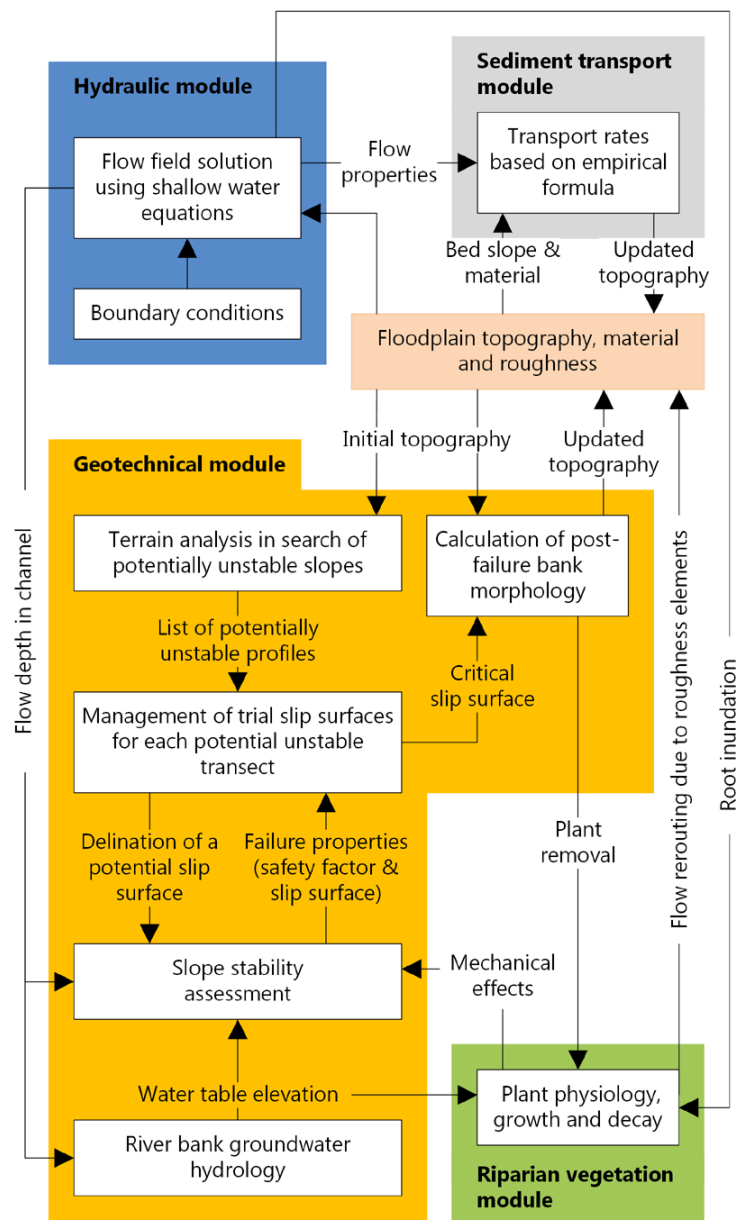 Hydraulic module
Sediment transport
module
Flow field solution
using shallow water
equations
Flow
properties
Transport rates
based on empirical
formula
Boundary conditions
Bed slope &
material
Updated
topography
Floodplain topography, material
and roughness
Initial topography
Updated
topography
Geotechnical module
Terrain analysis in search of
potentially unstable slopes
Calculation of post-
failure bank
morphology
List of potentially
unstable profiles
Critical
slip surface
Management of trial slip surfaces
for each potential unstable
transect
Delination of a
potential slip
surface
Failure properties
(safety factor &
slip surface)
Plant
removal
Slope stability
assessment
Mechanical
effects
Water table elevation
River bank groundwater
hydrology
Plant physiology,
growth and decay
Riparian vegetation
module
Flow depth in channel
Flow rerouting due to roughness elements
Root inundation